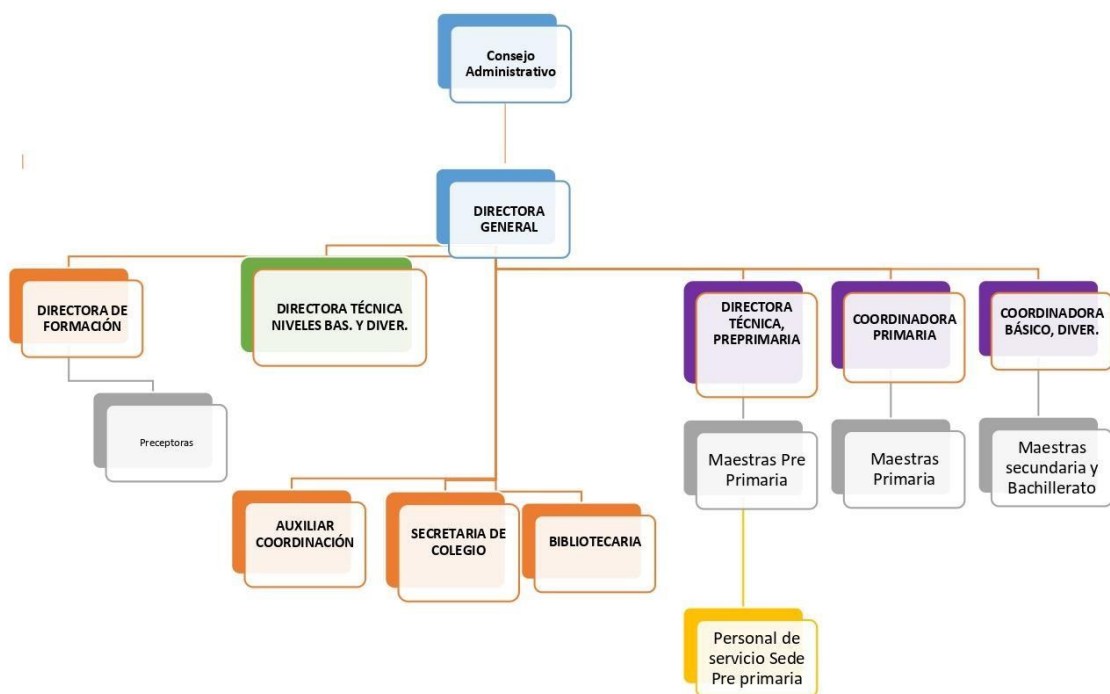 Consejo
Administrativo
DIRECTORA
GENERAL
DIRECTORA DE
FORMACIÓN
DIRECTORA TÉCNICA
NIVELES BAS. Y DIVER.
DIRECTORA
TÉCNICA,
PREPRIMARIA
COORDINADORA
PRIMARIA
COORDINADORA
BÁSICO, DIVER.
Preceptoras
Maestras Pre
Primaria
Maestras
Primaria
Maestras
secundaria y
Bachillerato
AUXILIAR
COORDINACIÓN
SECRETARIA DE
COLEGIO
BIBLIOTECARIA
Personal de
servicio Sede
Pre primaria